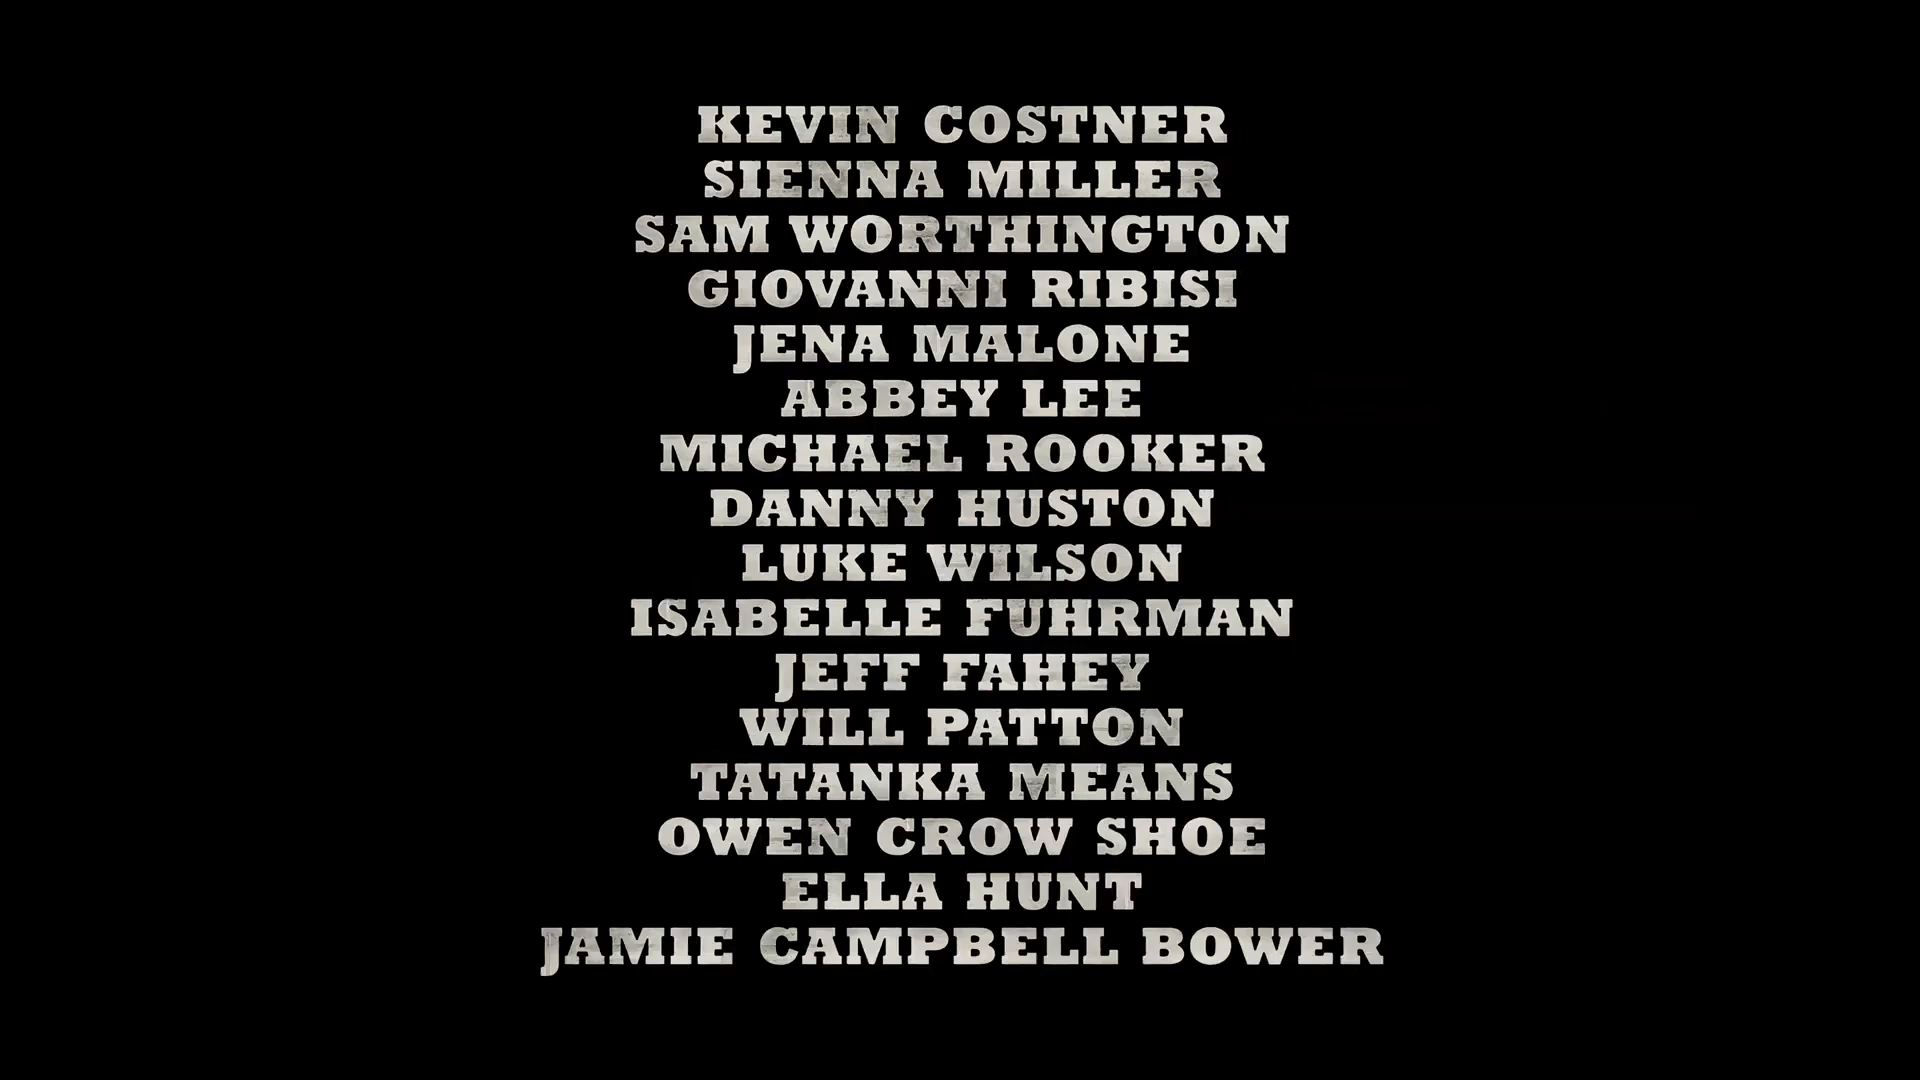 KEVIN COSTNER
SIENNA MILLER
SAM WORTHINGTON
GIOVANNI RIBISI
JENA MALONE
ABBEY LEE
MICHAEL ROOKER
DANNY HUSTON
LUKE WILSON
ISABELLE FUHRMAN
JEFF FAHEY
WILL PATTON
TATANKA MEANS
OWEN CROW SHOE
ELLA HUNT
JAMIE CAMPBELL BOWER